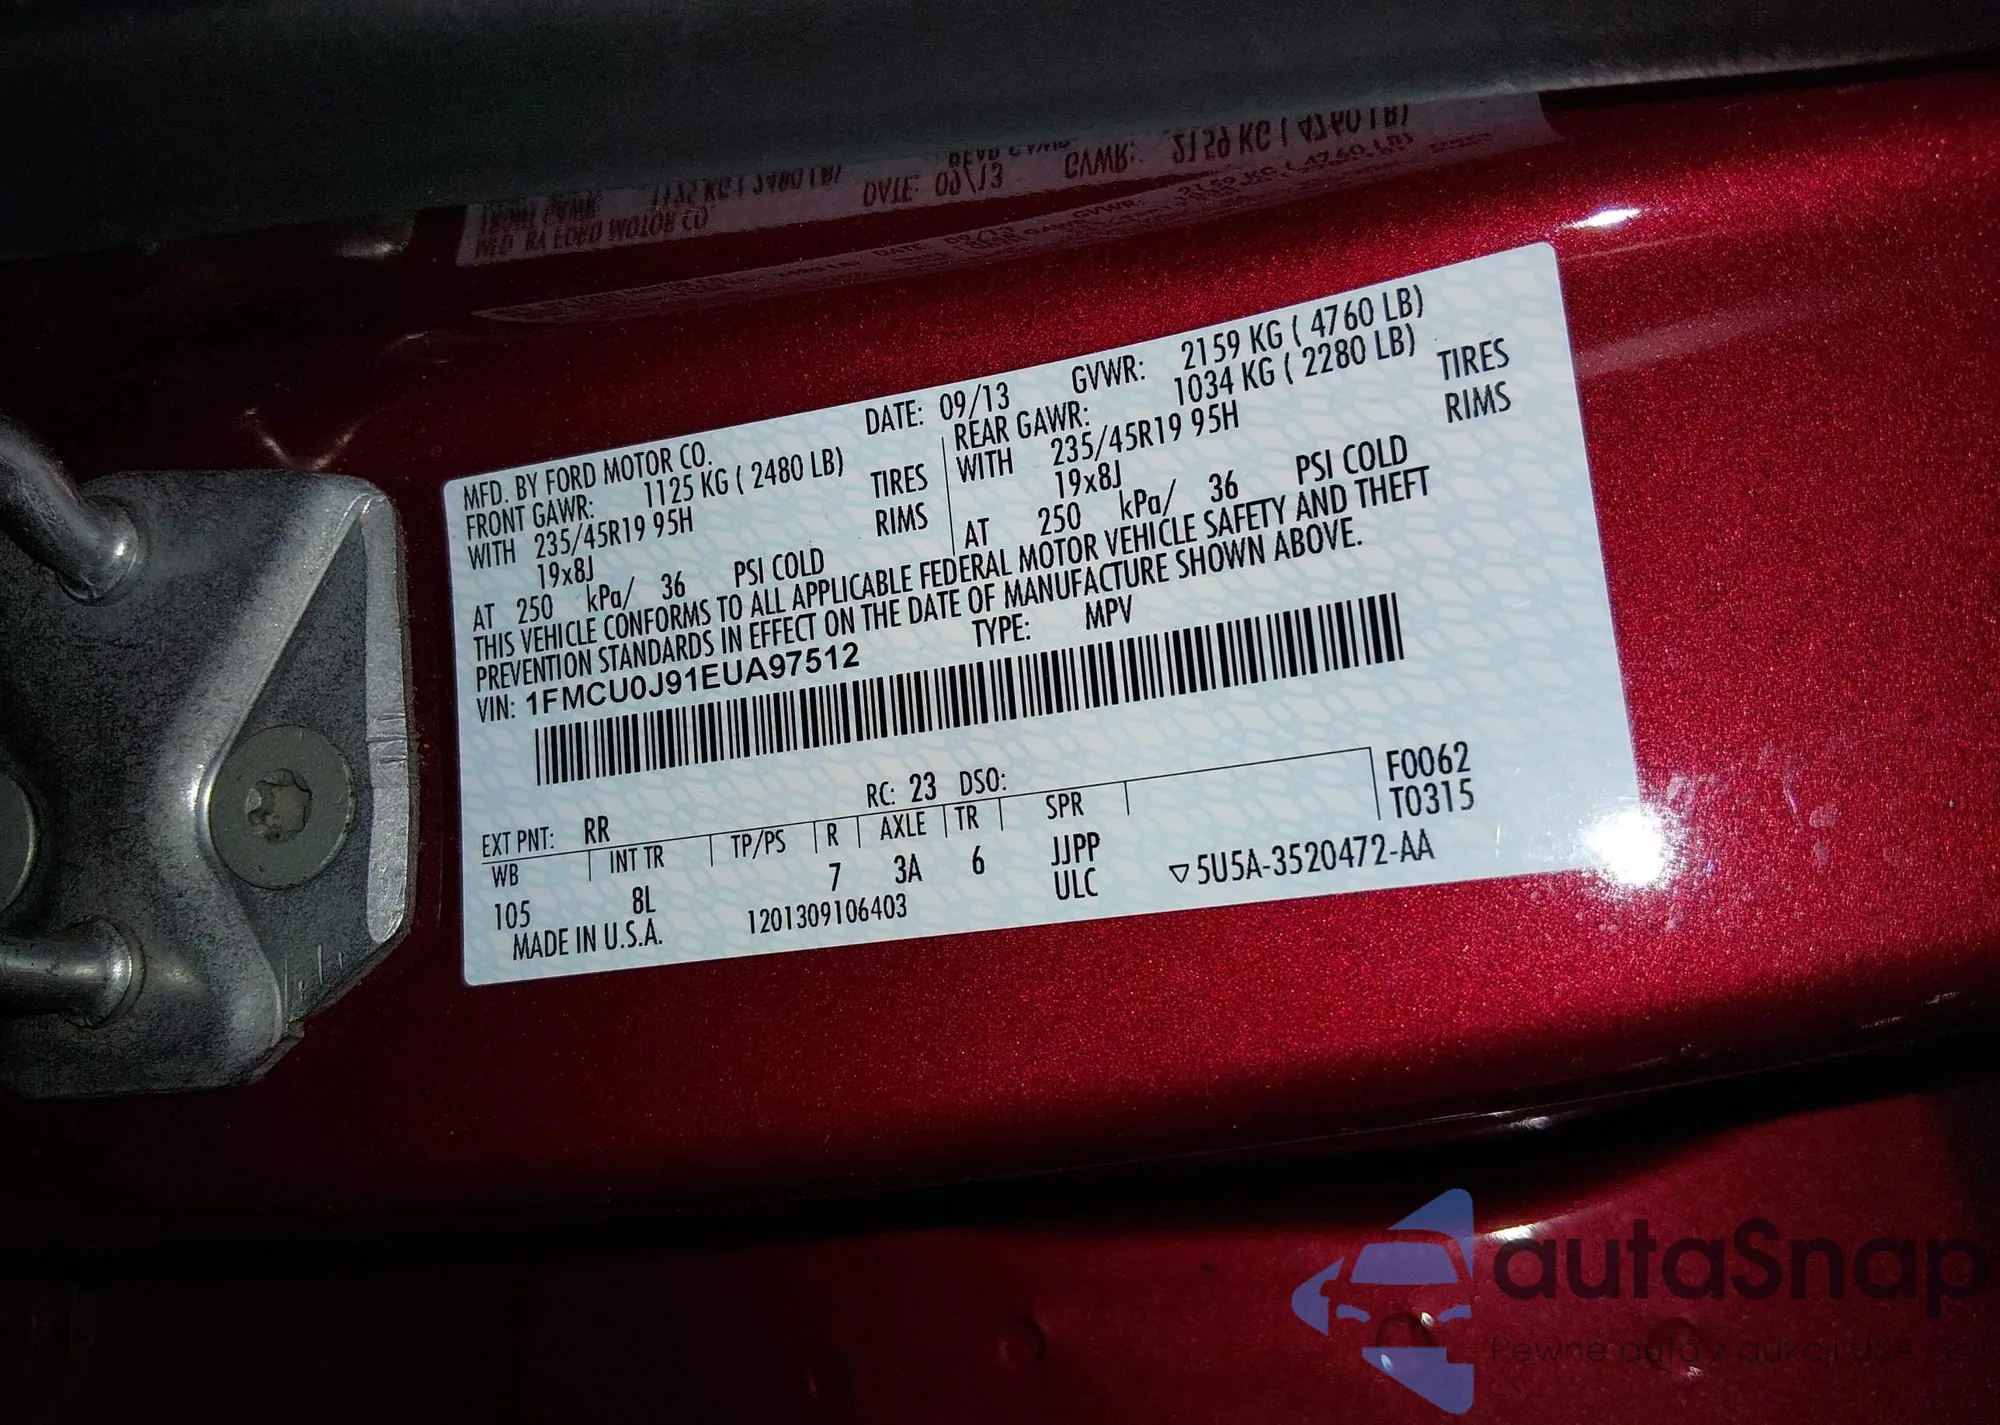 MFD. BY FORD MOTOR CO. DATE: 09/13 GVWR: 2159 KG ( 4760 LB)
FRONT GAWR: 1125 KG ( 2480 LB) REAR GAWR: 1034 KG ( 2280 LB)
WITH 235/45R19 95H TIRES WITH 235/45R19 95H TIRES
19x8J RIMS 19x8J RIMS
AT 250 kPa/ 36 PSI COLD AT 250 kPa/ 36 PSI COLD
THIS VEHICLE CONFORMS TO ALL APPLICABLE FEDERAL MOTOR VEHICLE SAFETY AND THEFT
PREVENTION STANDARDS IN EFFECT ON THE DATE OF MANUFACTURE SHOWN ABOVE.
VIN: 1FMCU0J91EUA97512 TYPE: MPV
F0062
EXT PNT: RR RC: 23 DSO: T0315
WB INT TR TP/PS R AXLE TR SPR
105 8L 7 3A 6 JJPP ▽5U5A-3520472-AA
ULC
MADE IN U.S.A. 1201309106403
autaSnap
Pewne auta z aukcji USA